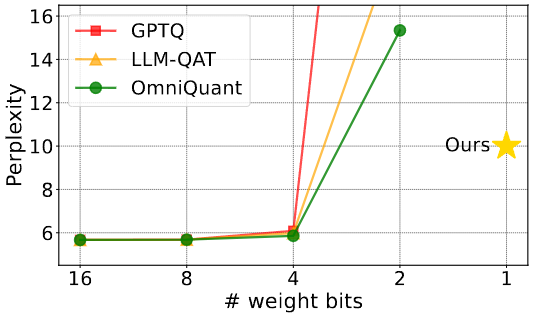 16
14
12
10
8
6
Perplexity
GPTQ
LLM-QAT
OmniQuant
Ours
16 8 4 2 1
# weight bits